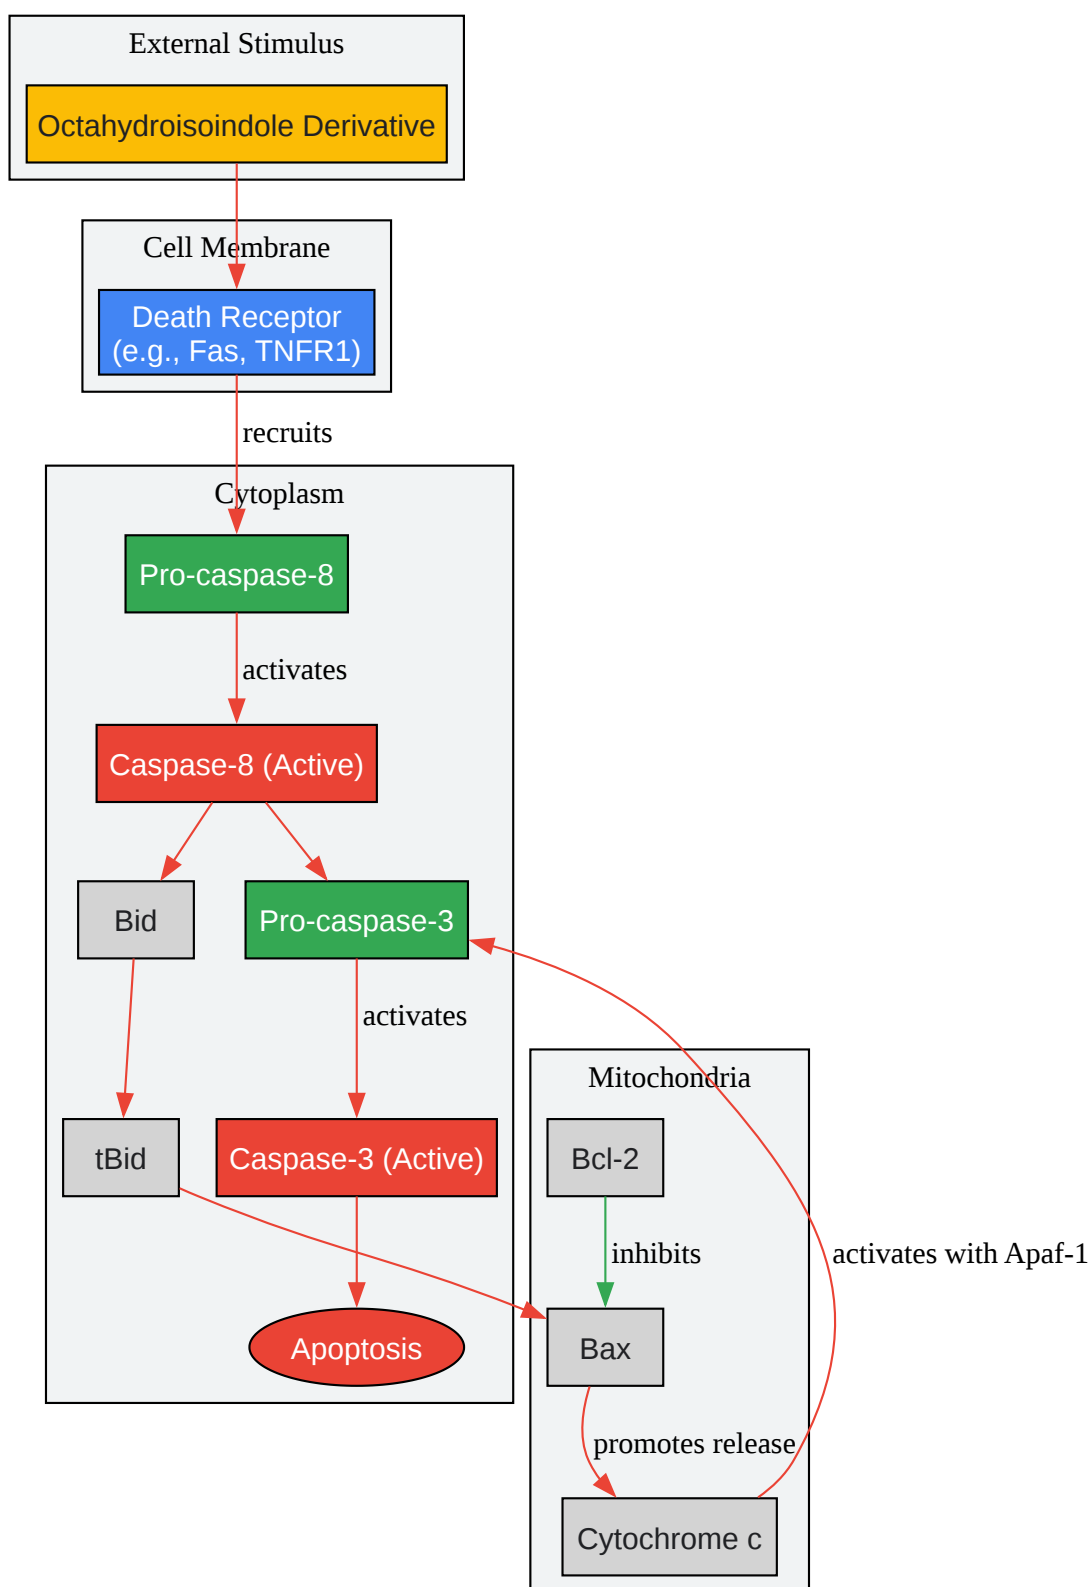 External Stimulus
Octahydroisoindole Derivative
Cell Membrane
Death Receptor
(e.g., Fas, TNFR1)
recruits
Cytoplasm
Pro-caspase-8
activates
Caspase-8 (Active)
Bid
Pro-caspase-3
activates
Mitochondria
tBid
Caspase-3 (Active)
Bcl-2
inhibits
activates with Apaf-1
Apoptosis
Bax
promotes release
Cytochrome c